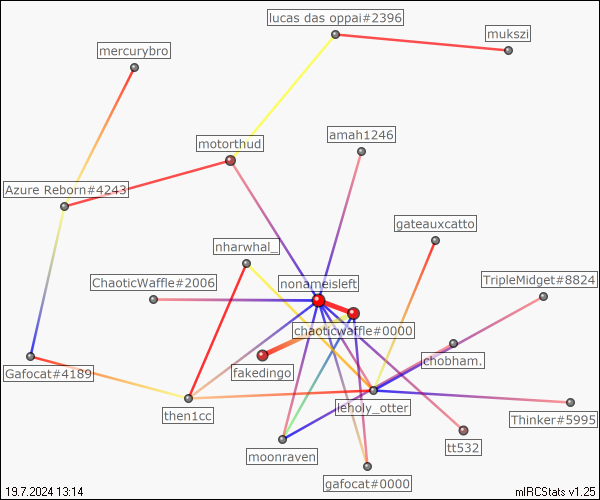 lucas das oppai#2396
mukszi
mercurybro
amah1246
motorthud
Azure Reborn#4243
gateauxcatto
nharwhal_
TripleMidget#8824
ChaoticWaffle#2006
nonameisleft
chaoticwaffle#0000
chobham.
Gafocat#4189
fakedingo
leholy_otter
then1cc
Thinker#5995
tt532
moonraven
gafocat#0000
19.7.2024 13:14
mIRCStats v1.25